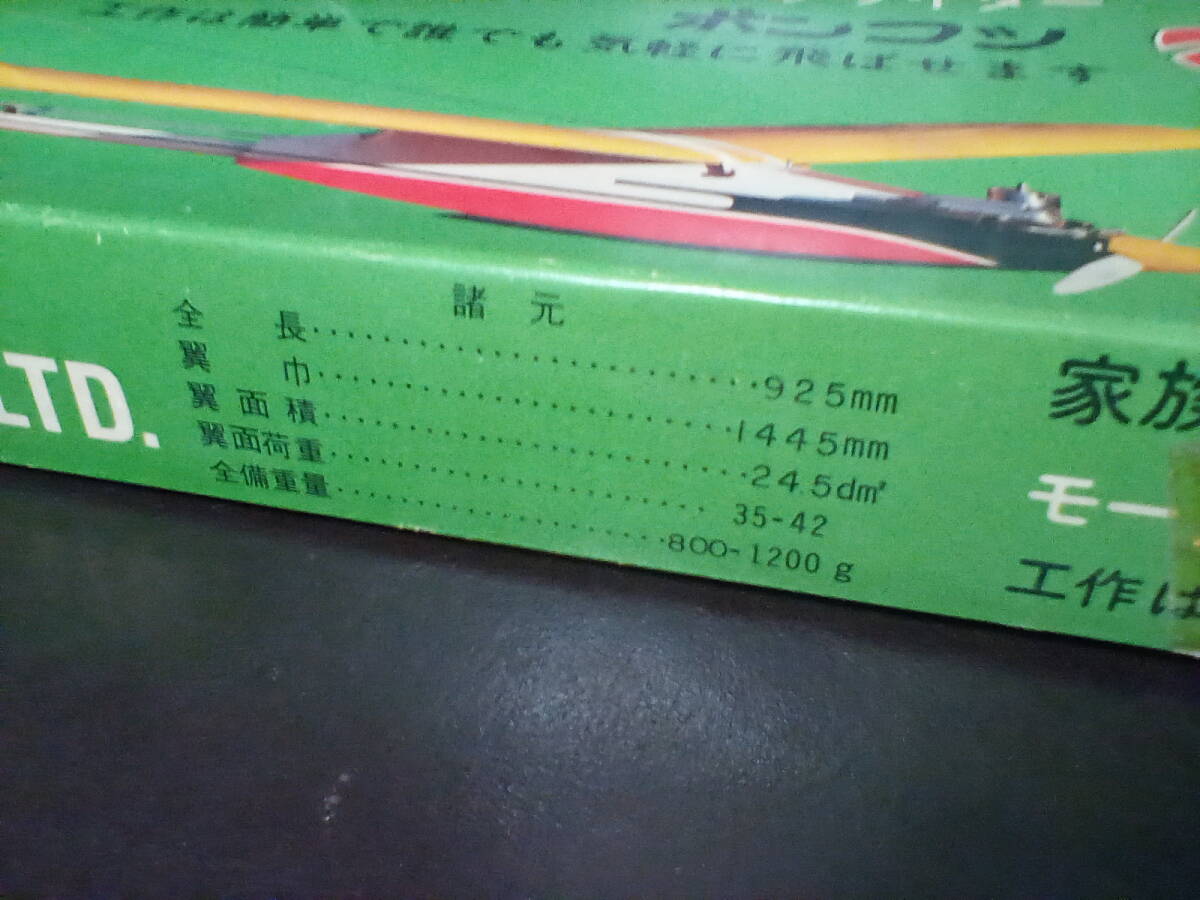 ポンコツ
工作は簡単で誰でも気軽に飛ばせます
LTD.
諸元
全長 925mm
翼巾 1445mm
翼面積 24.5dm²
翼面荷重 35-42
全備重量 800-1200g
家族
モー
工作は